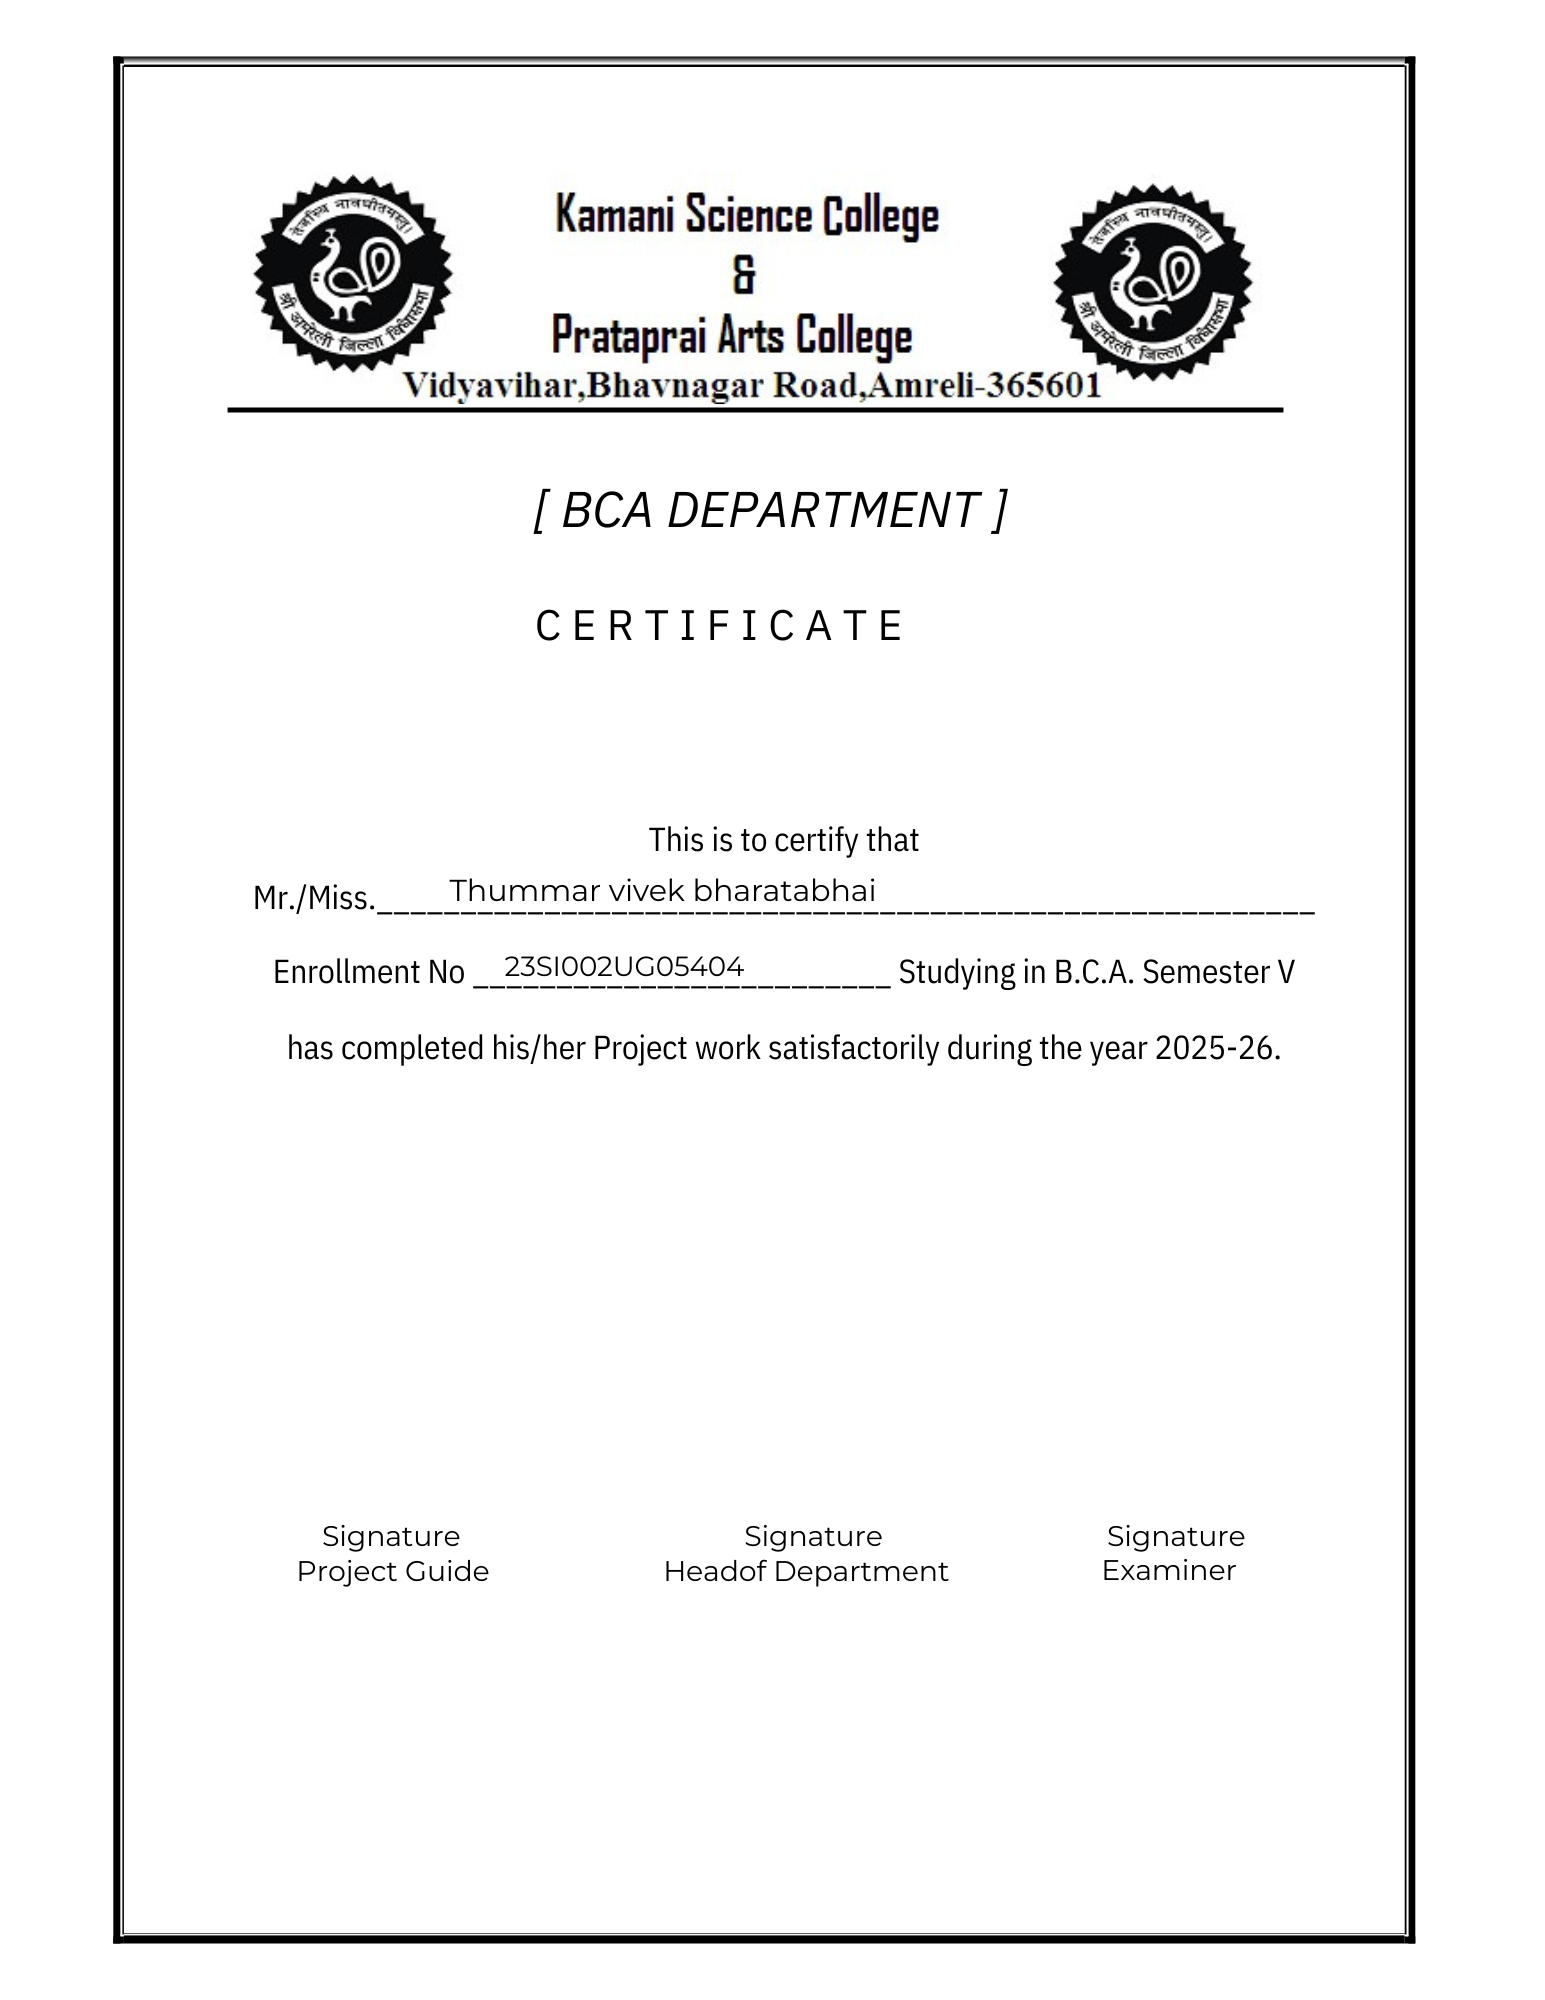 तेजस्वि नावधीतमस्तु।
श्री अमरेली जिल्ला विद्यासभा
Kamani Science College
&
Prataprai Arts College
Vidyavihar,Bhavnagar Road,Amreli-365601
तेजस्वि नावधीतमस्तु।
श्री अमरेली जिल्ला विद्यासभा
[ BCA DEPARTMENT ]
CERTIFICATE
This is to certify that
Mr./Miss. Thummar vivek bharatabhai
Enrollment No 23SI002UG05404 Studying in B.C.A. Semester V
has completed his/her Project work satisfactorily during the year 2025-26.
Signature Signature Signature
Project Guide Headof Department Examiner